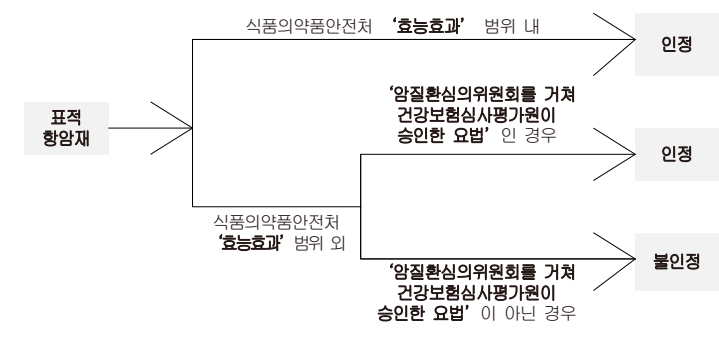 식품의약품안전처 ‘효능효과’ 범위 내
인정
‘암질환심의위원회를 거쳐
건강보험심사평가원이
승인한 요법’ 인 경우
표적
항암재
인정
식품의약품안전처
‘효능효과’ 범위 외
불인정
‘암질환심의위원회를 거쳐
건강보험심사평가원이
승인한 요법’ 이 아닌 경우